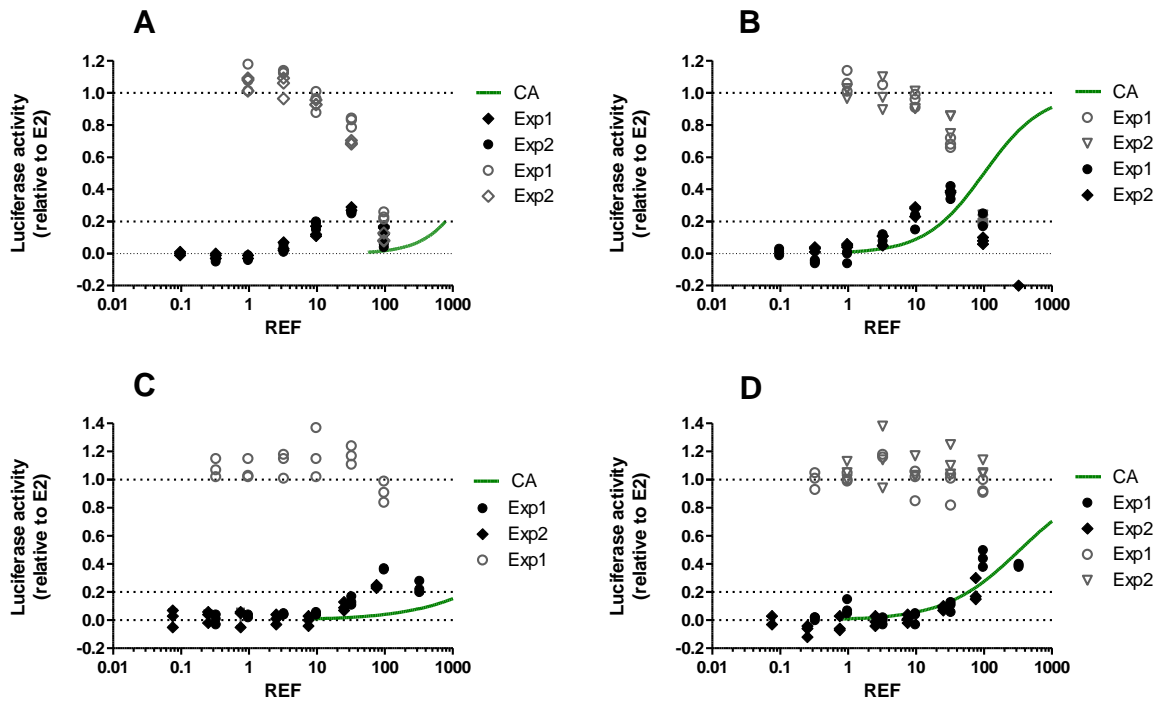 A
Luciferase activity
(relative to E2)
1.2
1.0
0.8
0.6
0.4
0.2
0.0
-0.2
0.01
0.1
1
10
100
1000
REF
CA
Exp1
Exp2
Exp1
Exp2
B
Luciferase activity
(relative to E2)
1.2
1.0
0.8
0.6
0.4
0.2
0.0
-0.2
0.01
0.1
1
10
100
1000
REF
CA
Exp1
Exp2
Exp1
Exp2
C
Luciferase activity
(relative to E2)
1.4
1.2
1.0
0.8
0.6
0.4
0.2
0.0
-0.2
0.01
0.1
1
10
100
1000
REF
CA
Exp1
Exp2
Exp1
D
Luciferase activity
(relative to E2)
1.4
1.2
1.0
0.8
0.6
0.4
0.2
0.0
-0.2
0.01
0.1
1
10
100
1000
REF
CA
Exp1
Exp2
Exp1
Exp2